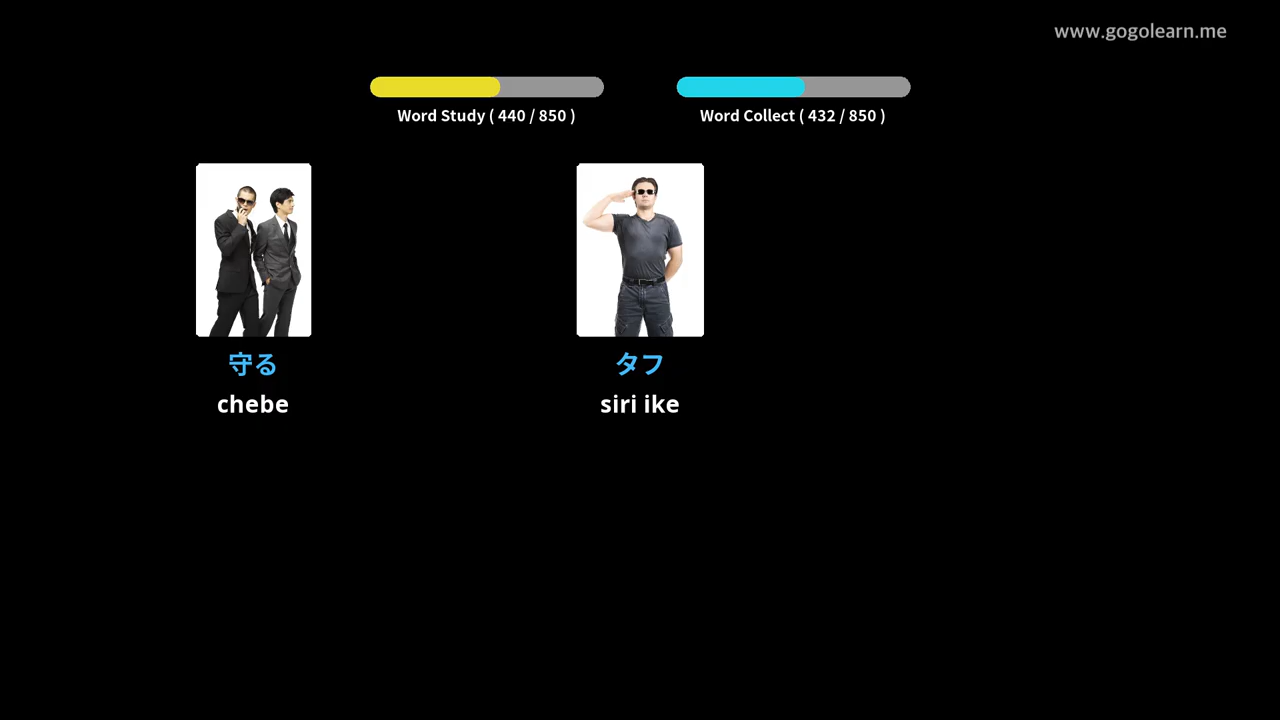 www.gogolearn.me
Word Study ( 440 / 850 )
Word Collect ( 432 / 850 )
守る
chebe
タフ
siri ike